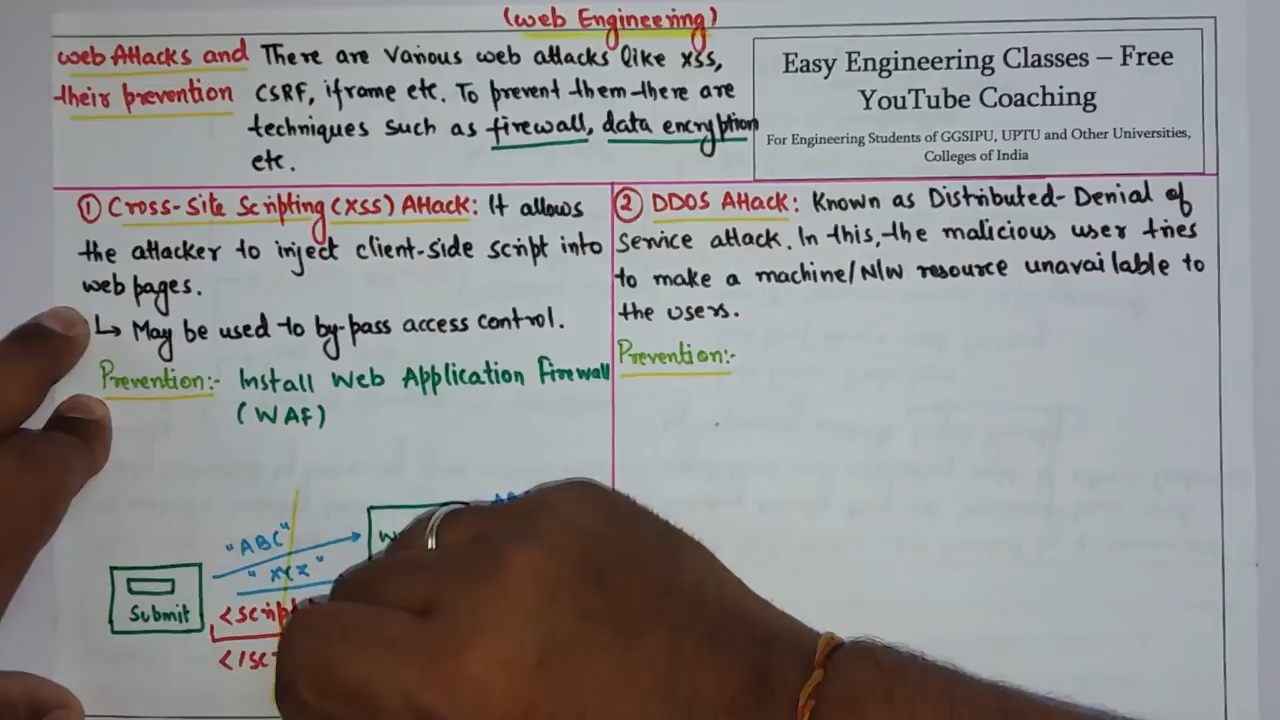 (Web Engineering)
Web Attacks and
their prevention
There are various web attacks like XSS,
CSRF, iframe etc. To prevent them there are
techniques such as firewall, data encryption
etc.
Easy Engineering Classes – Free
YouTube Coaching
For Engineering Students of GGSIPU, UPTU and Other Universities,
Colleges of India
① Cross-Site Scripting (XSS) Attack: It allows
the attacker to inject client-side script into
web pages.
↳ May be used to by-pass access control.
Prevention:- Install Web Application Firewall
(WAF)
"ABC"
"XYZ"
Submit
<script
</sc
② DDOS Attack: Known as Distributed-Denial of
Service attack. In this, the malicious user tries
to make a machine/N/W resource unavailable to
the users.
Prevention:-